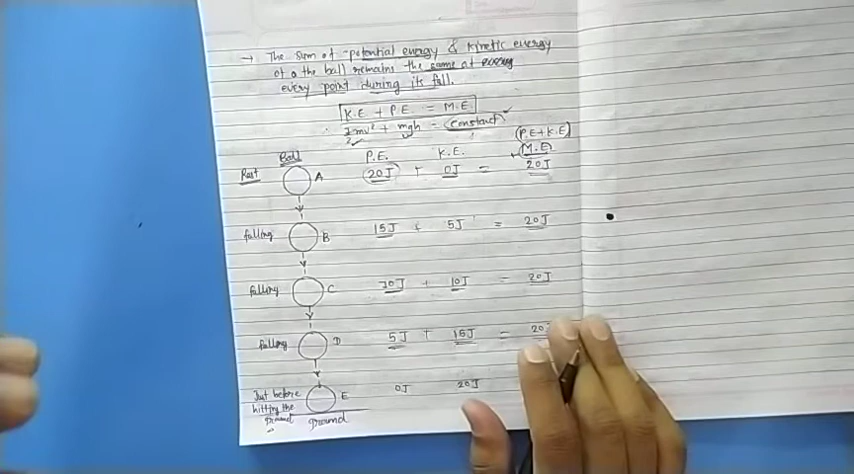 → The sum of potential energy & kinetic energy
of a the ball remains the same at
every point during its fall.
K.E + P.E = M.E
∴ ½mv² + mgh = Constant
(P.E + K.E)
Ball P.E. K.E. M.E.
Rest A 20J + 0J = 20J
falling B 15J + 5J = 20J
falling C 10J + 10J = 20J
falling D 5J + 15J = 20J
Just before E 0J 20J
hitting the
ground ground